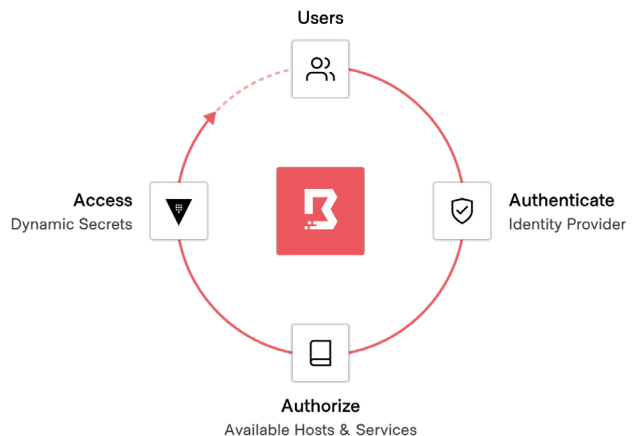 Users
Access
Dynamic Secrets
Authenticate
Identity Provider
Authorize
Available Hosts & Services